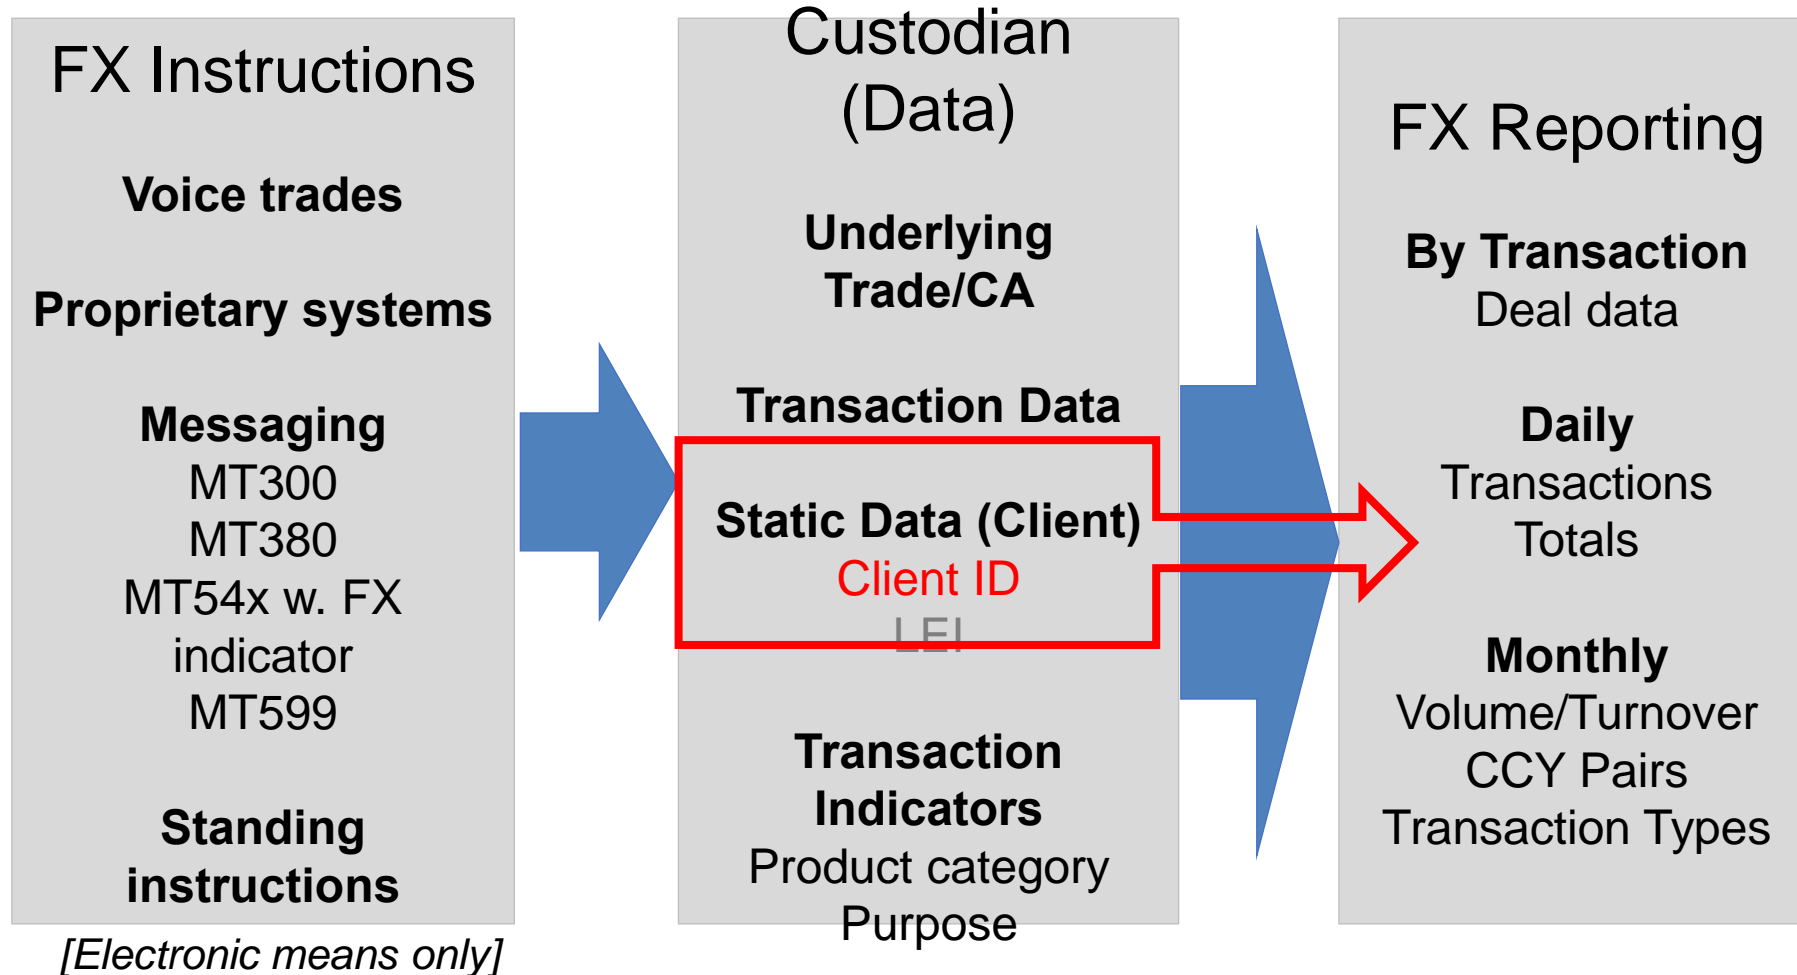 FX Instructions
Voice trades
Proprietary systems
Messaging
MT300
MT380
MT54x w. FX
indicator
MT599
Standing
instructions
[Electronic means only]
Custodian
(Data)
Underlying
Trade/CA
Transaction Data
Static Data (Client)
Client ID
LEI
Transaction
Indicators
Product category
Purpose
FX Reporting
By Transaction
Deal data
Daily
Transactions
Totals
Monthly
Volume/Turnover
CCY Pairs
Transaction Types